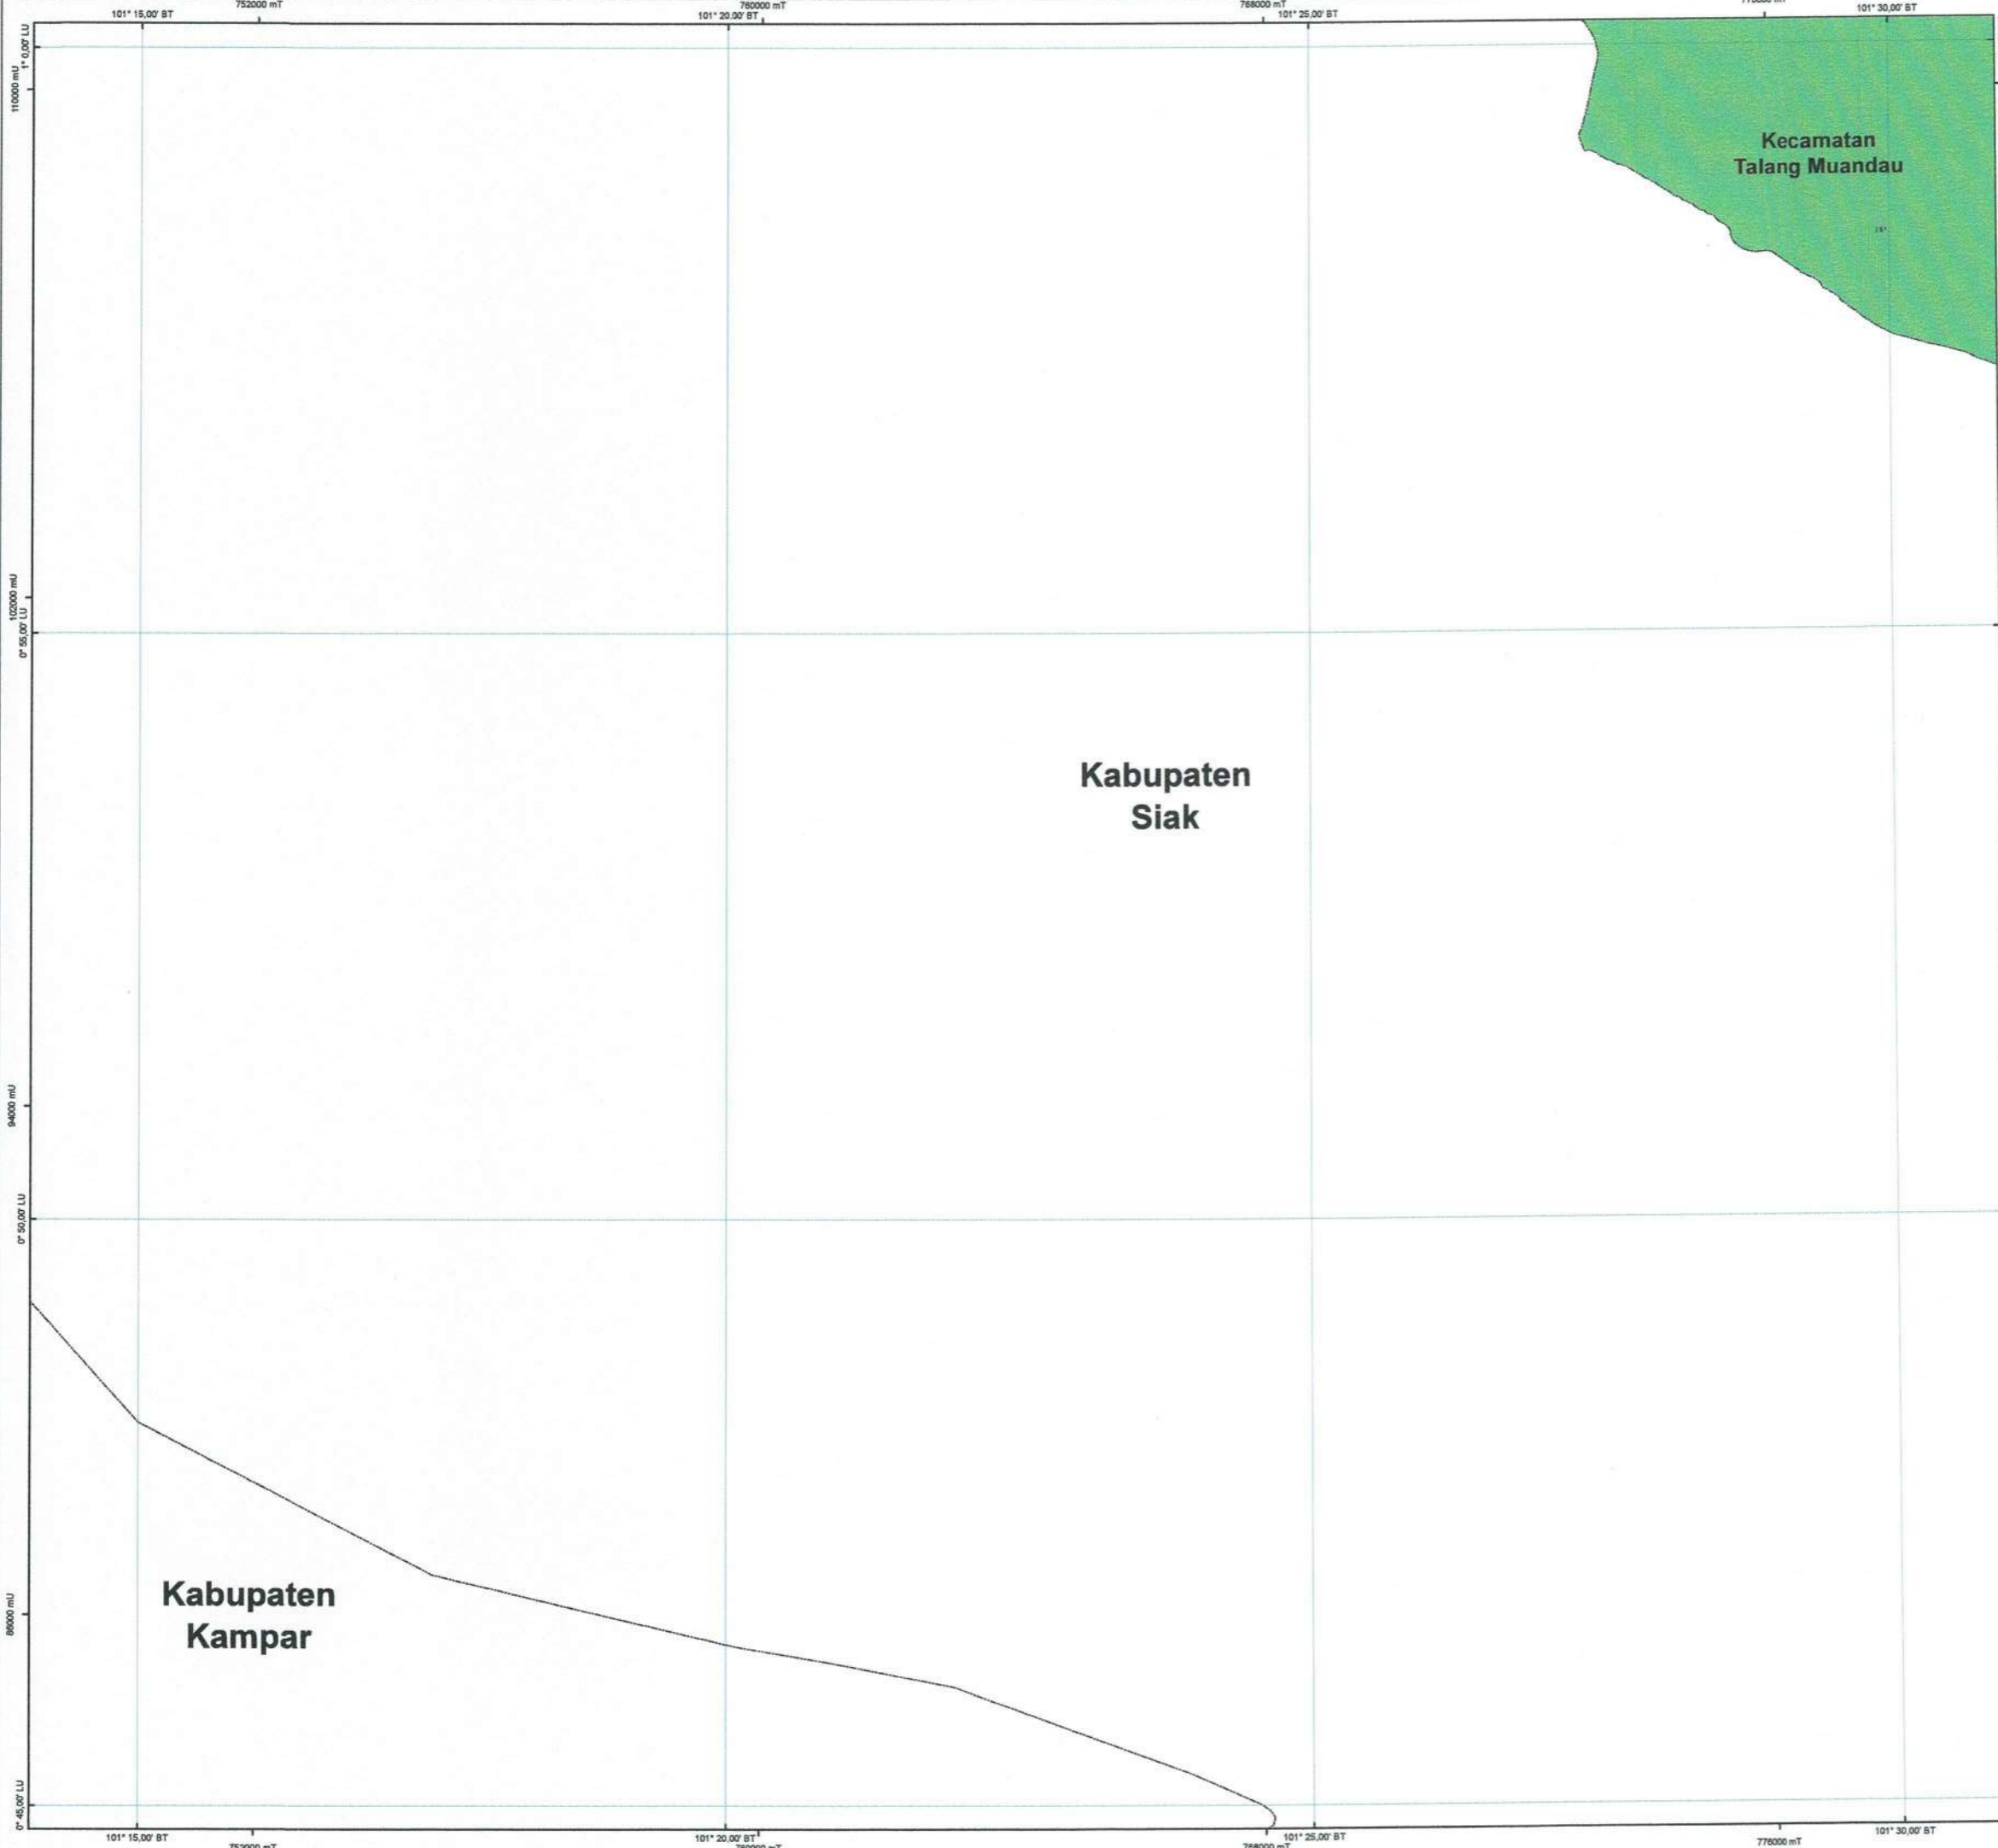 752000 mT
760000 mT
768000 mT
101° 15,00' BT
101° 20,00' BT
101° 25,00' BT
101° 30,00' BT
1° 0,00' LU
110000 mU
Kecamatan
Talang Muandau
102000 mU
0° 55,00' LU
Kabupaten
Siak
94000 mU
0° 50,00' LU
86000 mU
Kabupaten
Kampar
0° 45,00' LU
101° 15,00' BT
101° 20,00' BT
101° 25,00' BT
101° 30,00' BT
752000 mT
760000 mT
768000 mT
776000 mT